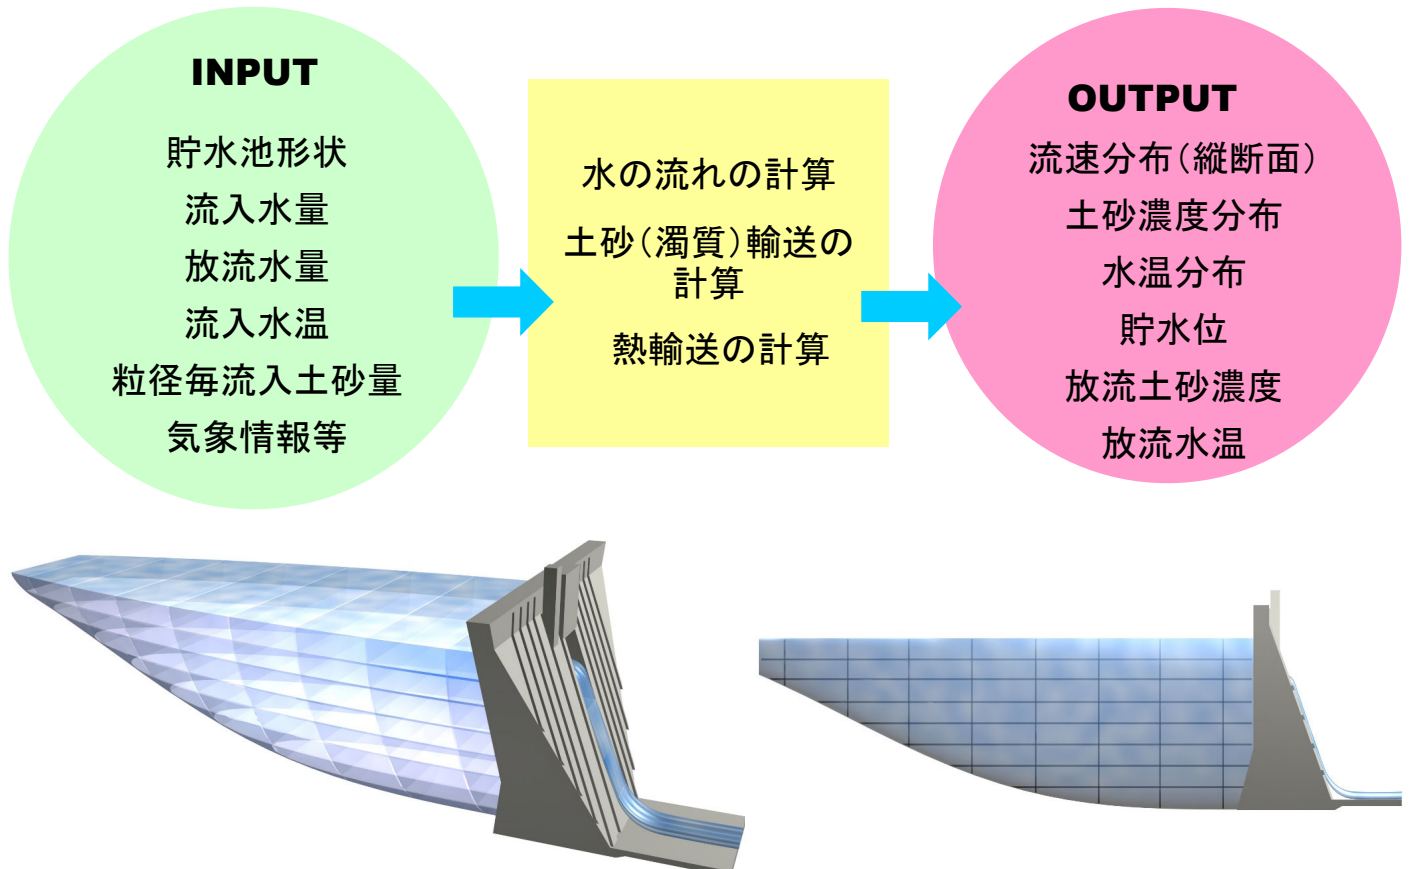 INPUT
貯水池形状
流入水量
放流水量
流入水温
粒径毎流入土砂量
気象情報等
水の流れの計算
土砂（濁質）輸送の
計算
熱輸送の計算
OUTPUT
流速分布（縦断面）
土砂濃度分布
水温分布
貯水位
放流土砂濃度
放流水温